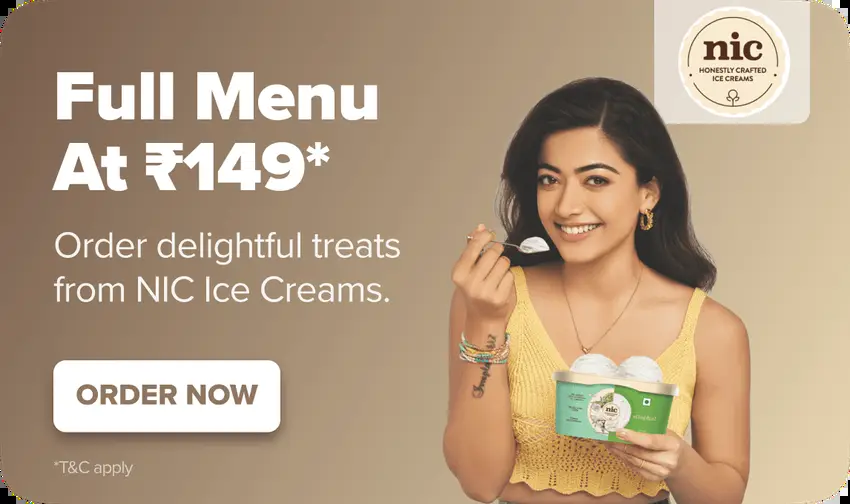 nic
HONESTLY CRAFTED
ICE CREAMS
Full Menu
At ₹149*
Order delightful treats
from NIC Ice Creams.
ORDER NOW
*T&C apply
nic